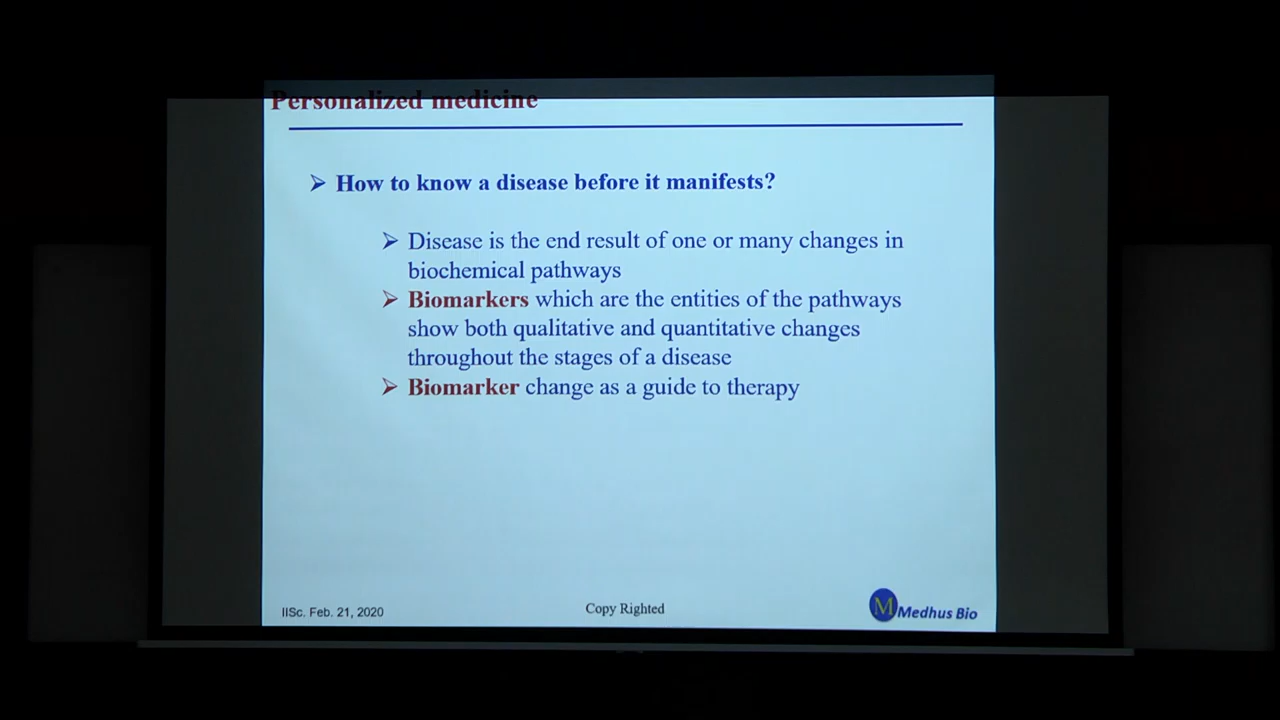 Personalized medicine
➢ How to know a disease before it manifests?
➢ Disease is the end result of one or many changes in
biochemical pathways
➢ Biomarkers which are the entities of the pathways
show both qualitative and quantitative changes
throughout the stages of a disease
➢ Biomarker change as a guide to therapy
IISc. Feb. 21, 2020
Copy Righted
M Medhus Bio